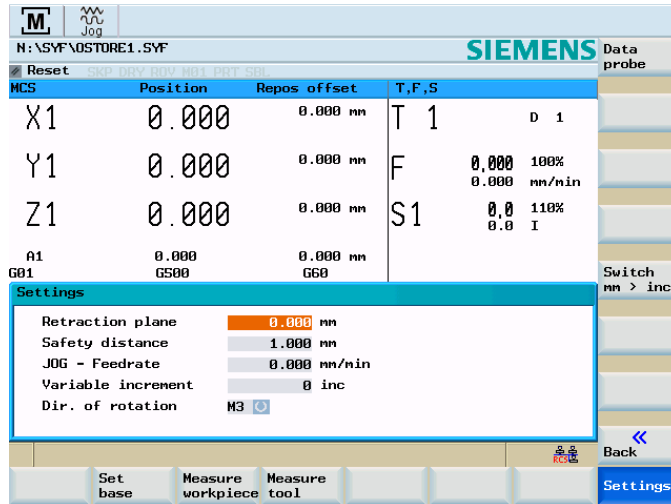 M
Jog
N:\SYF\OSTORE1.SYF
SIEMENS
Data
probe
Reset SKP DRY ROV M01 PRT SBL
MCS Position Repos offset T,F,S
X1 0.000 0.000 mm T 1 D 1
Y1 0.000 0.000 mm F 0,000 100%
0.000 mm/min
Z1 0.000 0.000 mm S1 0,0 110%
0.0 I
A1 0.000 0.000 mm
G01 G500 G60
Switch
mm > inc
Settings
Retraction plane 0.000 mm
Safety distance 1.000 mm
JOG - Feedrate 0.000 mm/min
Variable increment 0 inc
Dir. of rotation M3
RCS
Back
Set
base
Measure
workpiece
Measure
tool
Settings